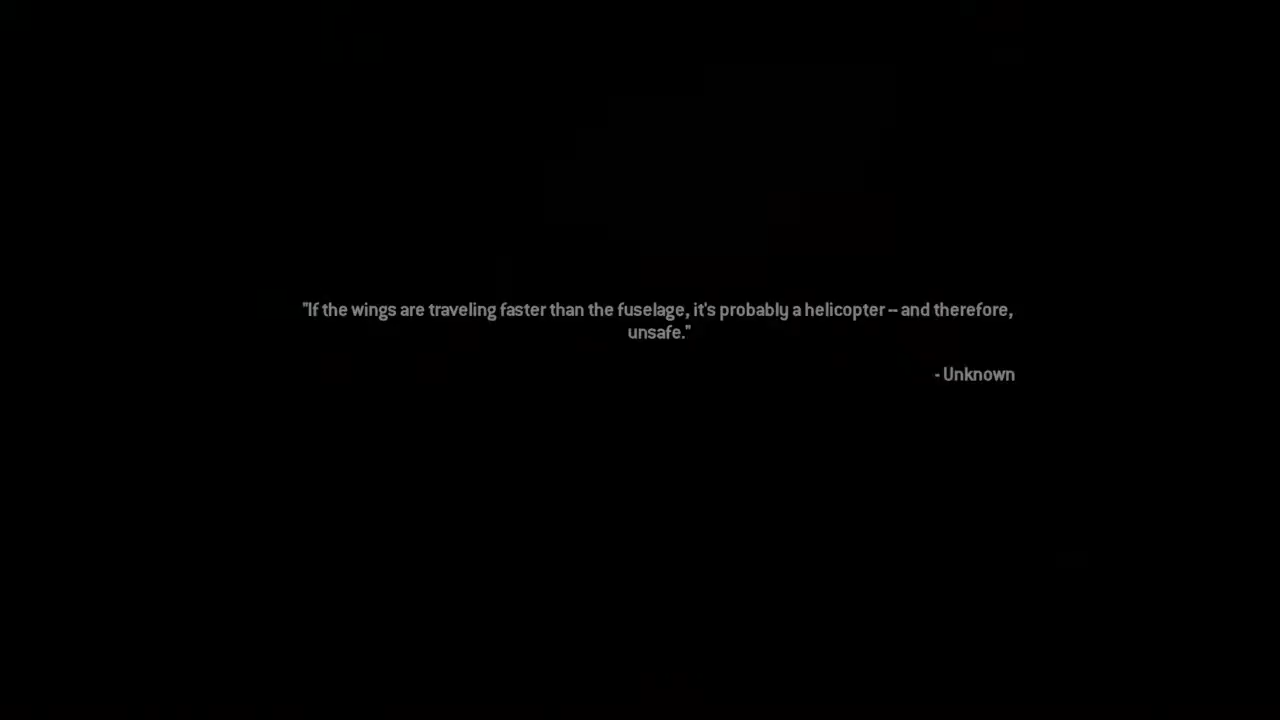 "If the wings are traveling faster than the fuselage, it's probably a helicopter -- and therefore,
unsafe."
- Unknown